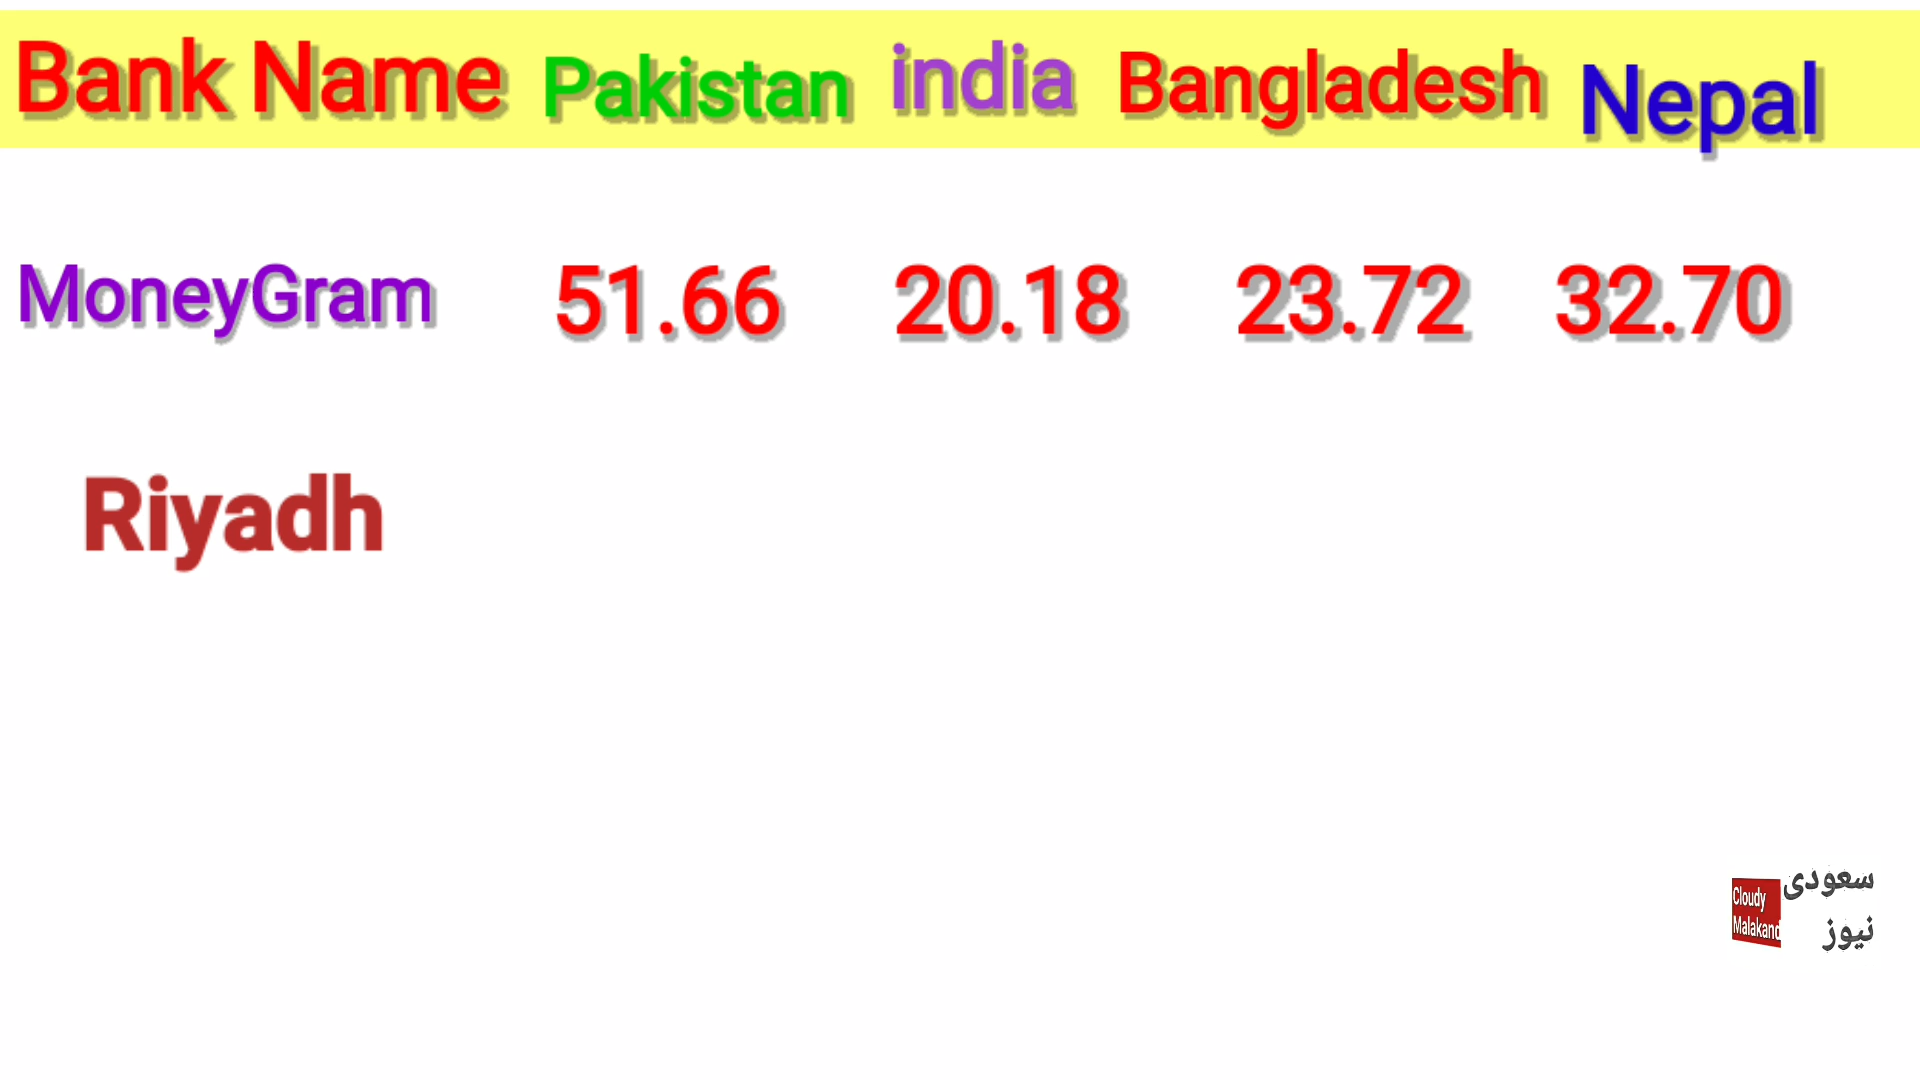 Bank Name Pakistan india Bangladesh Nepal
MoneyGram 51.66 20.18 23.72 32.70
Riyadh
سعودی
نیوز
Cloudy
Malakand